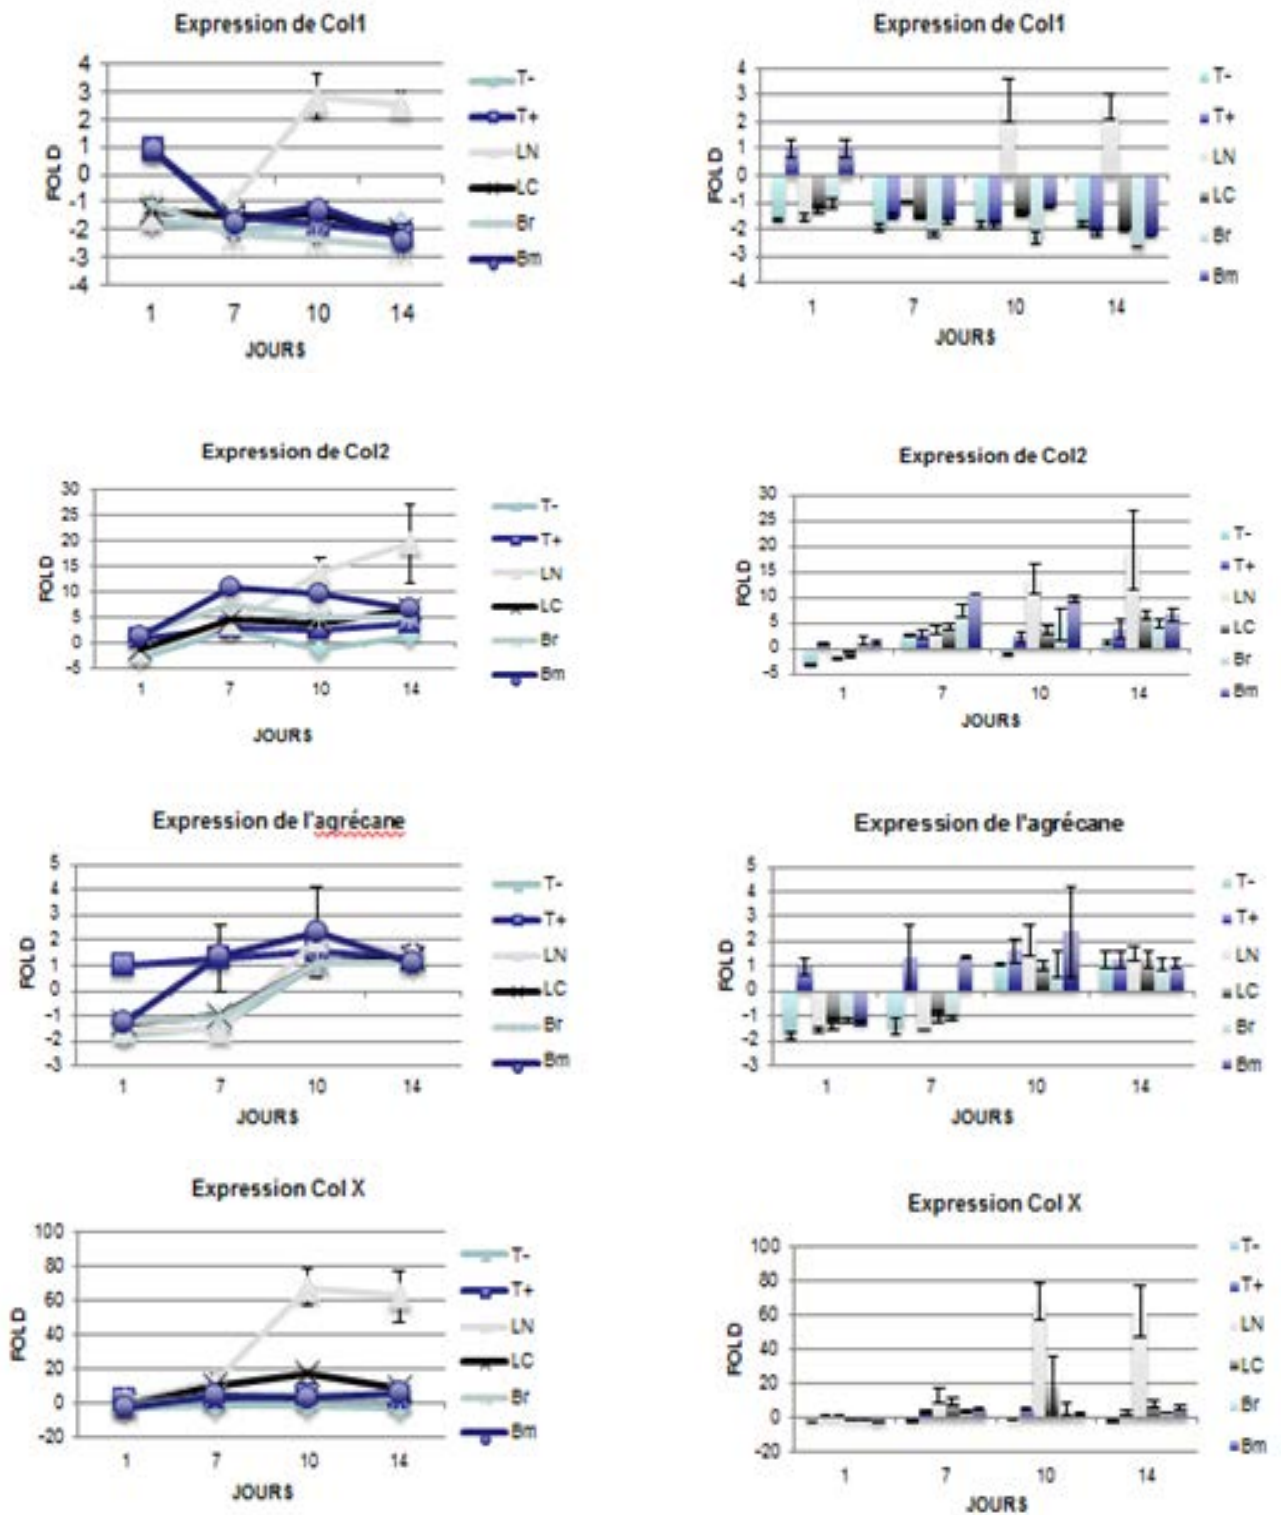 Expression de Col1
4
3
2
1
0
-1
-2
-3
-4
FOLD
1 7 10 14
JOURS
T-
T+
LN
LC
Br
Bm
Expression de Col1
4
3
2
1
0
-1
-2
-3
-4
FOLD
1 7 10 14
JOURS
T-
T+
LN
LC
Br
Bm
Expression de Col2
30
25
20
15
10
5
0
-5
FOLD
1 7 10 14
JOURS
T-
T+
LN
LC
Br
Bm
Expression de Col2
30
25
20
15
10
5
0
-5
FOLD
1 7 10 14
JOURS
T-
T+
LN
LC
Br
Bm
Expression de l'agrécane
5
4
3
2
1
0
-1
-2
-3
FOLD
1 7 10 14
JOURS
T-
T+
LN
LC
Br
Bm
Expression de l'agrécane
5
4
3
2
1
0
-1
-2
-3
FOLD
1 7 10 14
JOURS
T-
T+
LN
LC
Br
Bm
Expression Col X
100
80
60
40
20
0
-20
FOLD
1 7 10 14
JOURS
T-
T+
LN
LC
Br
Bm
Expression Col X
100
80
60
40
20
0
-20
FOLD
1 7 10 14
JOURS
T-
T+
LN
LC
Br
Bm